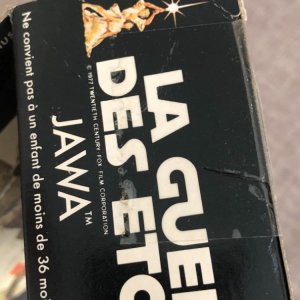 LA GUE
DES ETO
© 1977 TWENTIETH CENTURY FOX FILM CORPORATION
JAWA™
Ne convient pas à un enfant de moins de 36 moi